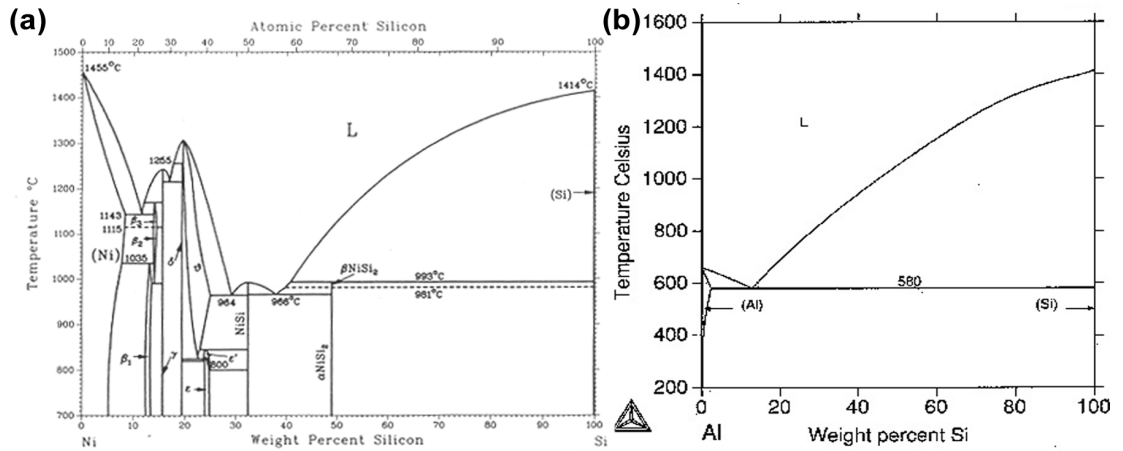 (a)
Atomic Percent Silicon
0 10 20 30 40 50 60 70 80 90 100
1500
1400
1300
1200
1100
1000
900
800
700
Temperature °C
1455°C
1414°C
L
1255
(Si)
1143
1115
β3
β2
(Ni)
1035
δ
θ
βNiSi2
993°C
981°C
964
966°C
NiSi
αNiSi2
β1
γ
ε'
800
ε
0 10 20 30 40 50 60 70 80 90 100
Ni
Weight Percent Silicon
Si
(b)
1600
1400
1200
1000
800
600
400
200
Temperature Celsius
L
580
(Al)
(Si)
0 20 40 60 80 100
Al
Weight percent Si